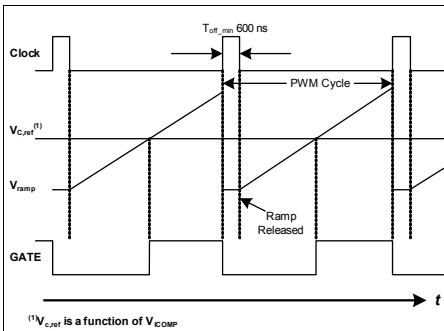 T_off_min 600 ns
Clock
PWM Cycle
V_C,ref^(1)
V_ramp
Ramp
Released
GATE
t
^(1)V_c,ref is a function of V_ICOMP